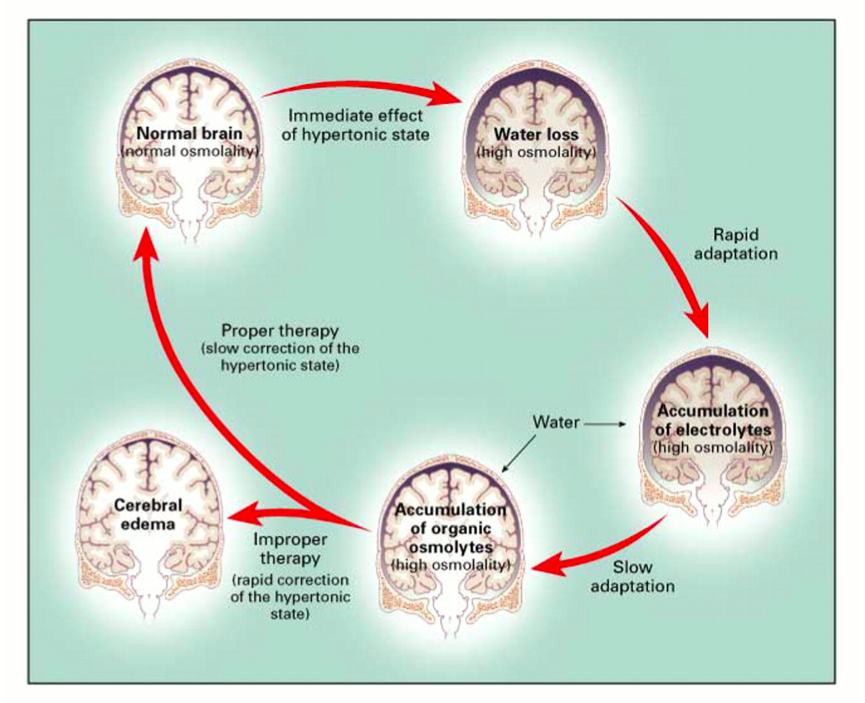 Normal brain
(normal osmolality)
Immediate effect
of hypertonic state
Water loss
(high osmolality)
Rapid
adaptation
Accumulation
of electrolytes
(high osmolality)
Water
Slow
adaptation
Accumulation
of organic
osmolytes
(high osmolality)
Proper therapy
(slow correction of the
hypertonic state)
Improper
therapy
(rapid correction
of the hypertonic
state)
Cerebral
edema